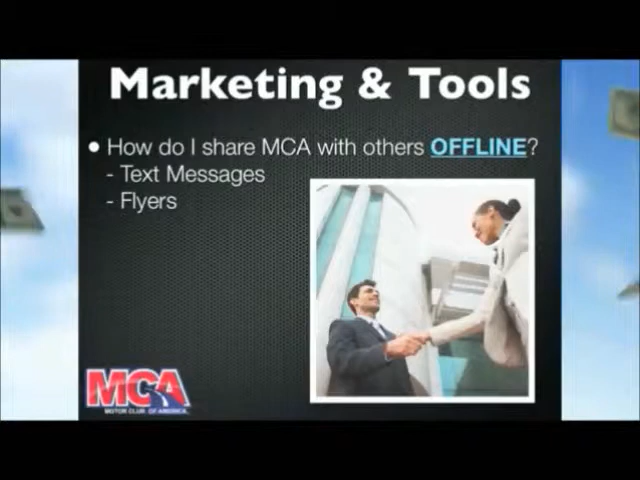 Marketing & Tools
• How do I share MCA with others OFFLINE?
- Text Messages
- Flyers
MCA
MOTOR CLUB OF AMERICA